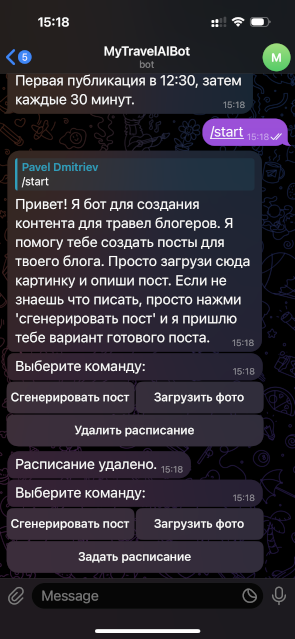 15:18
5
MyTravelAIBot
bot
M
Первая публикация в 12:30, затем
каждые 30 минут.
15:18
/start 15:18
Pavel Dmitriev
/start
Привет! Я бот для создания
контента для травел блогеров. Я
помогу тебе создать посты для
твоего блога. Просто загрузи сюда
картинку и опиши пост. Если не
знаешь что писать, просто нажми
'сгенерировать пост' и я пришлю
тебе вариант готового поста.
15:18
Выберите команду:
15:18
Сгенерировать пост Загрузить фото
Удалить расписание
Расписание удалено. 15:18
Выберите команду:
15:18
Сгенерировать пост Загрузить фото
Задать расписание
Message